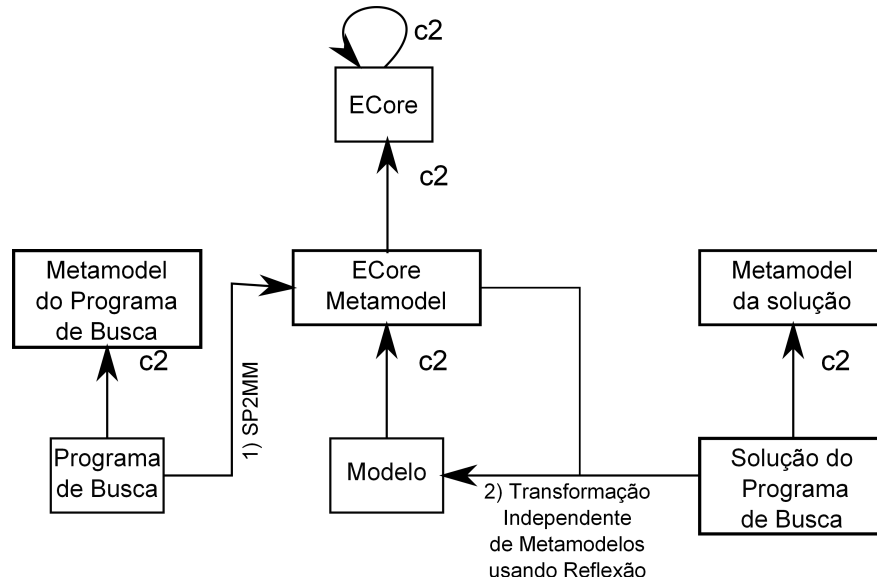 c2
ECore
c2
Metamodel
do Programa
de Busca
ECore
Metamodel
Metamodel
da solução
c2
c2
c2
1) SP2MM
Programa
de Busca
Modelo
Solução do
Programa
de Busca
2) Transformação
Independente
de Metamodelos
usando Reflexão